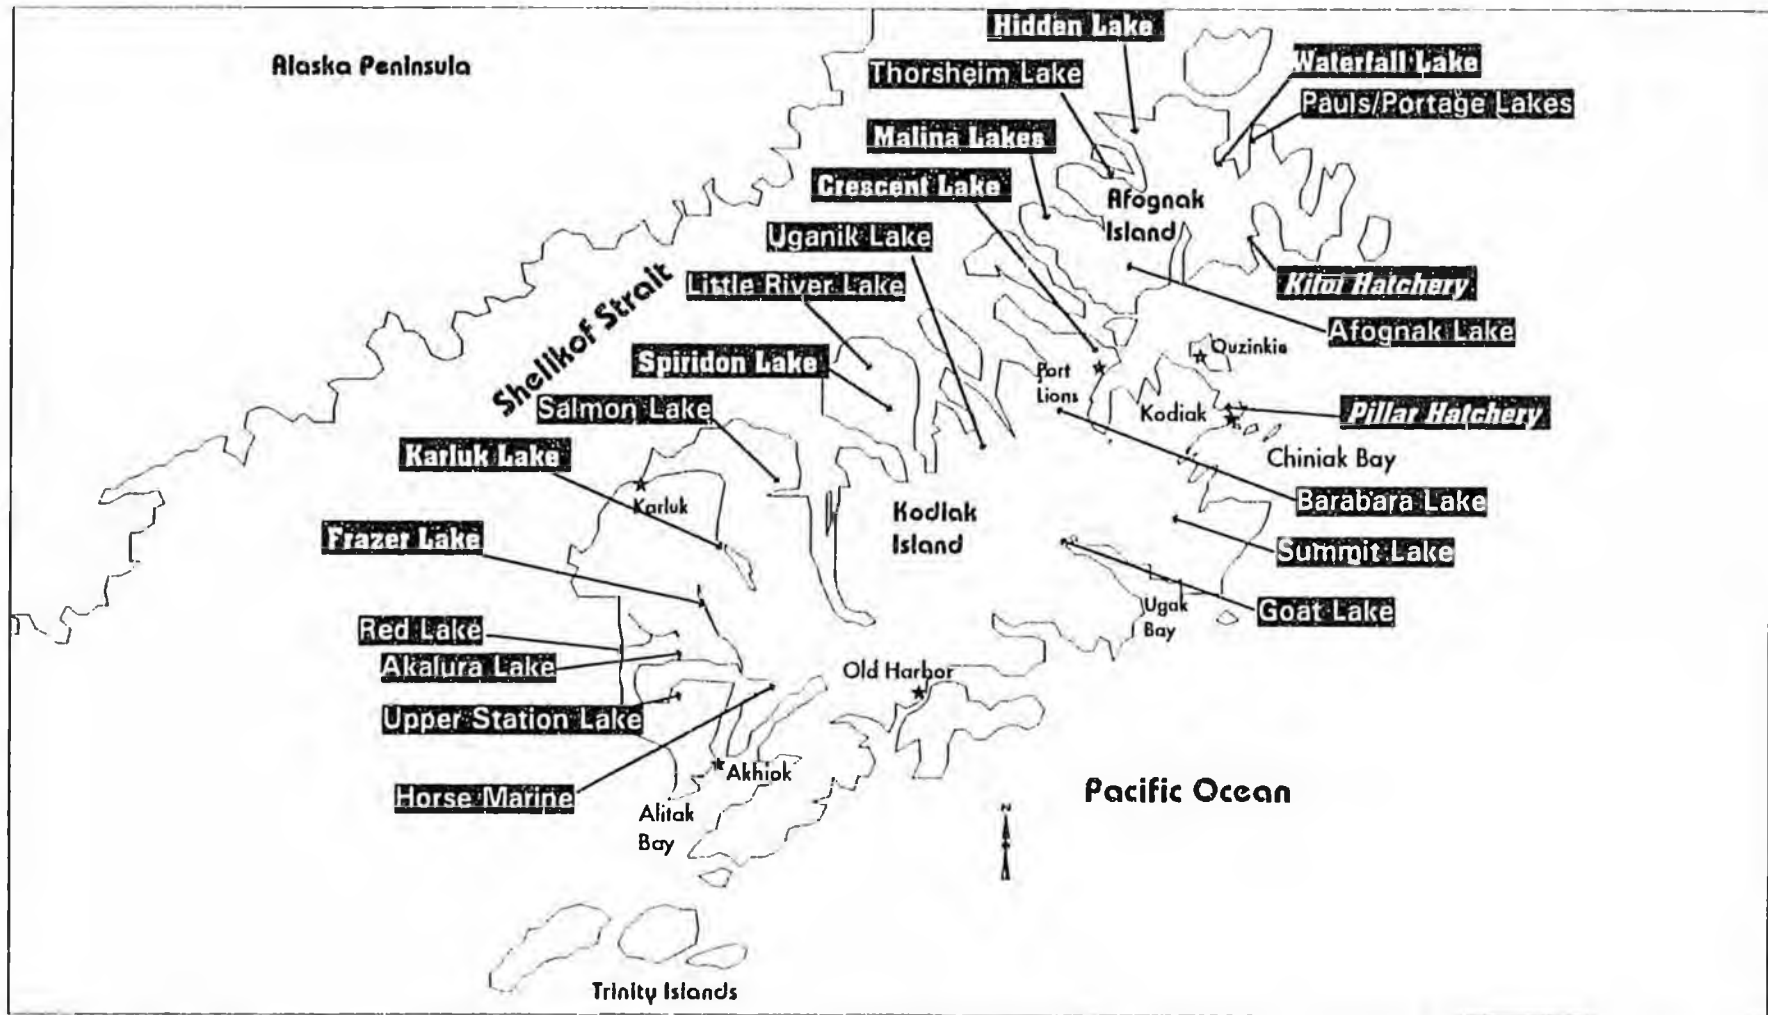 Hidden Lake
Alaska Peninsula
Thorsheim Lake
Waterfall Lake
Pauls/Portage Lakes
Malina Lakes
Crescent Lake
Afognak
Island
Uganik Lake
Little River Lake
Kitoi Hatchery
Shelikof Strait
Afognak Lake
Ouzinkie
Spiridon Lake
Port
Lions
Salmon Lake
Kodiak
Pillar Hatchery
Karluk Lake
Chiniak Bay
Karluk
Barabara Lake
Kodiak
Island
Frazer Lake
Summit Lake
Ugak
Bay
Goat Lake
Red Lake
Akalura Lake
Old Harbor
Upper Station Lake
Akhiok
Horse Marine
Pacific Ocean
N
Alitak
Bay
Trinity Islands